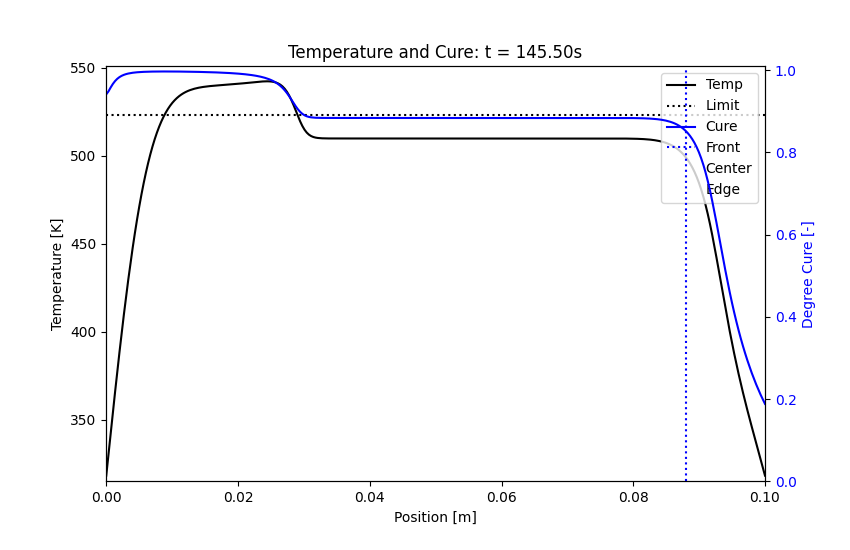 Temperature and Cure: t = 145.50s
550
500
450
400
350
Temperature [K]
1.0
0.8
0.6
0.4
0.2
0.0
Degree Cure [-]
Temp
Limit
Cure
Front
Center
Edge
0.00
0.02
0.04
0.06
0.08
0.10
Position [m]